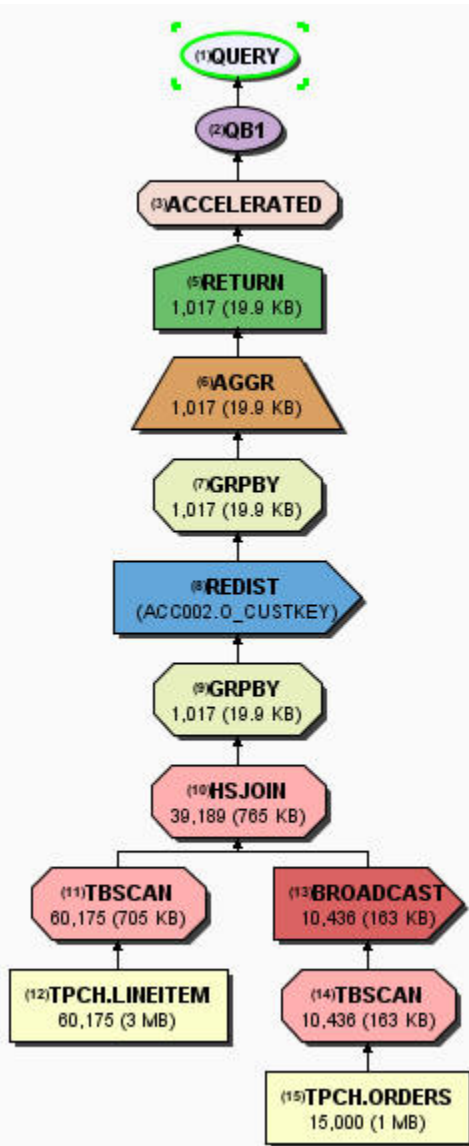 (1)QUERY
(2)QB1
(3)ACCELERATED
(5)RETURN
1,017 (19.9 KB)
(6)AGGR
1,017 (19.9 KB)
(7)GRPBY
1,017 (19.9 KB)
(8)REDIST
(ACC002.O_CUSTKEY)
(9)GRPBY
1,017 (19.9 KB)
(10)HSJOIN
39,189 (765 KB)
(11)TBSCAN
60,175 (705 KB)
(13)BROADCAST
10,436 (163 KB)
(12)TPCH.LINEITEM
60,175 (3 MB)
(14)TBSCAN
10,436 (163 KB)
(15)TPCH.ORDERS
15,000 (1 MB)